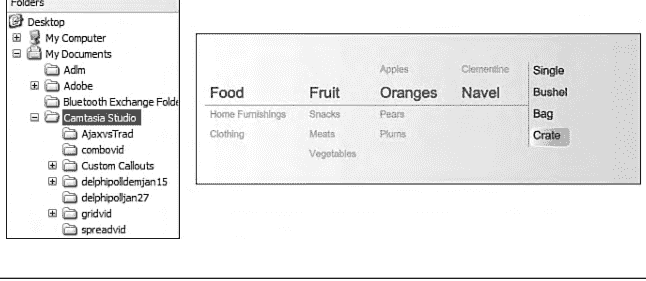 Folders
Desktop
My Computer
My Documents
Adm
Adobe
Bluetooth Exchange Folde
Camtasia Studio
AjaxvsTrad
combovid
Custom Callouts
delphipolldemjan15
delphipolljan27
gridvid
spreadvid
Apples Clementine Single
Food Fruit Oranges Navel Bushel
Home Furnishings Snacks Pears Bag
Clothing Meats Plums Crate
Vegetables